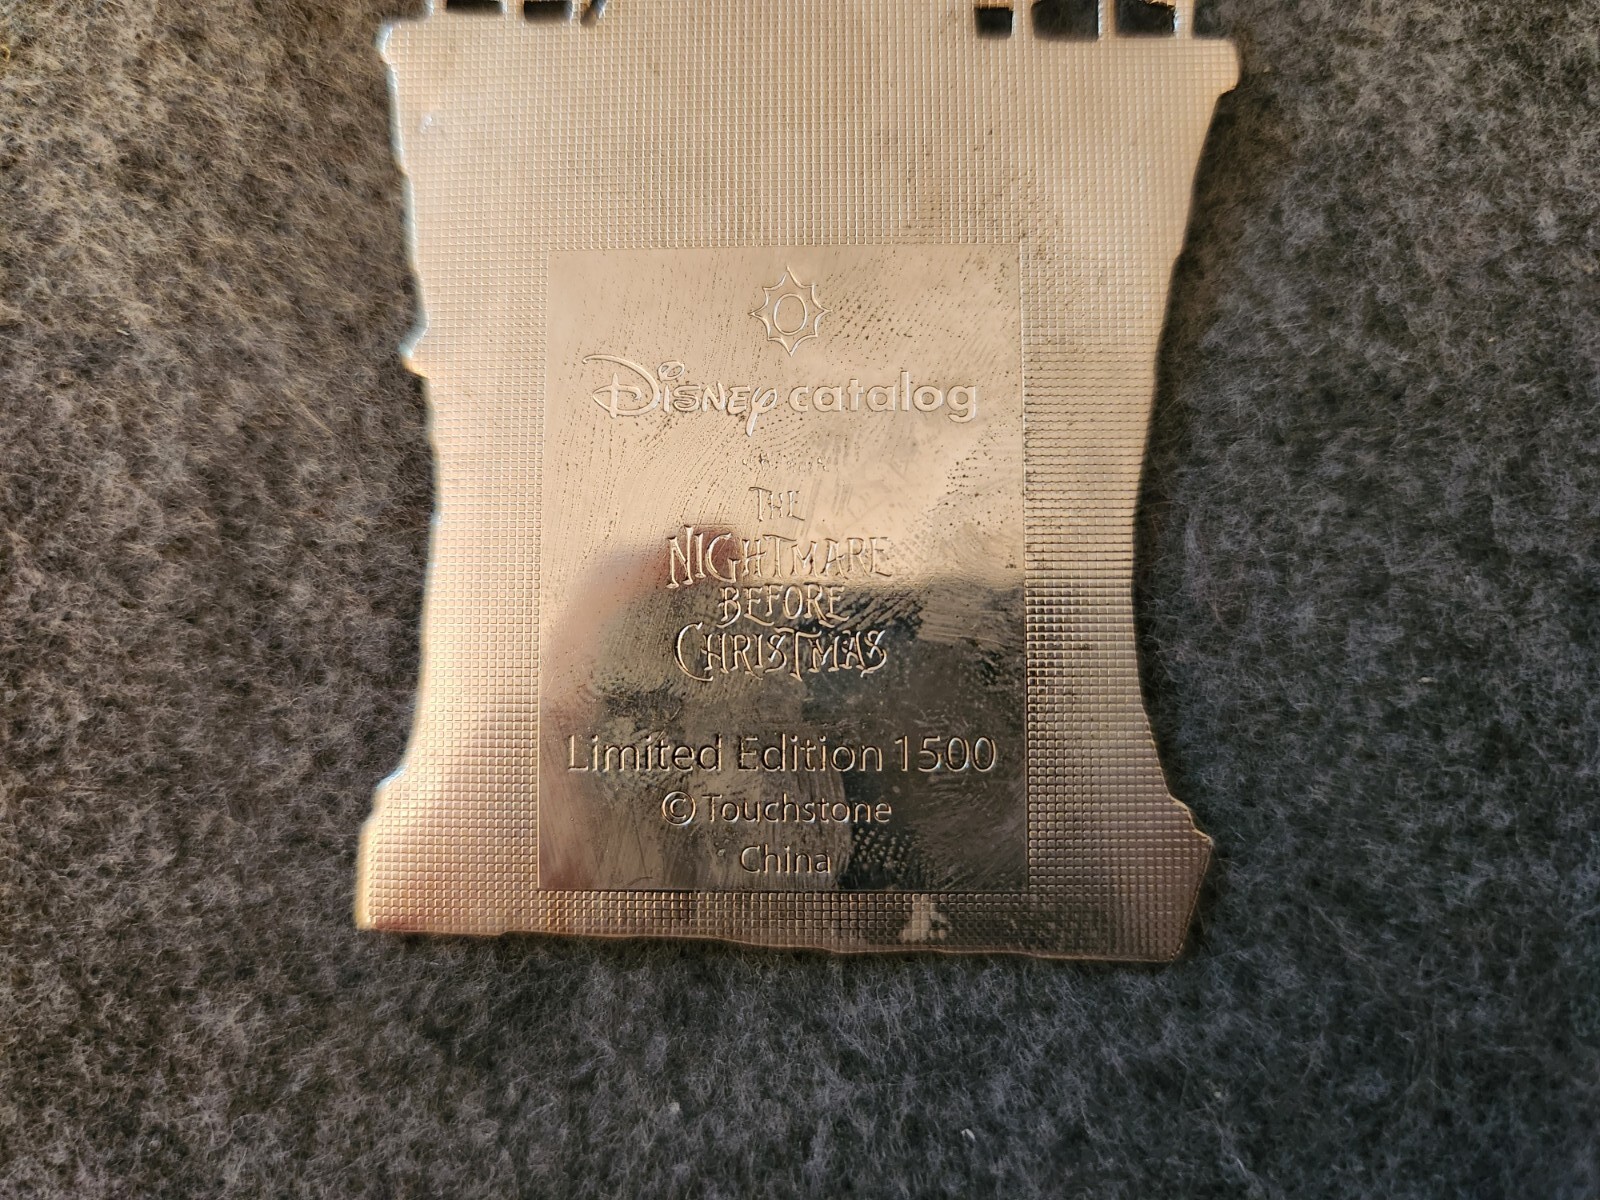 Disney catalog
THE
NIGHTMARE
BEFORE
CHRISTMAS
Limited Edition 1500
© Touchstone
China